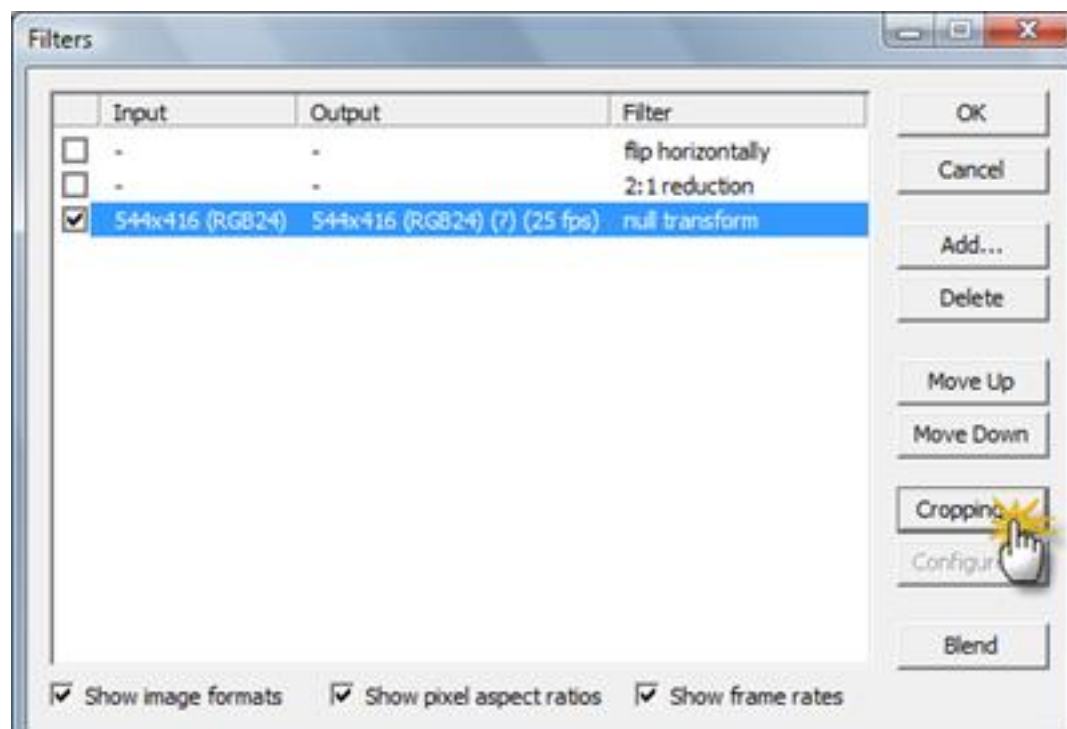 Filters
Input Output Filter
- - flip horizontally
- - 2:1 reduction
544x416 (RGB24) 544x416 (RGB24) (?) (25 fps) null transform
OK
Cancel
Add...
Delete
Move Up
Move Down
Cropping
Blend
Show image formats Show pixel aspect ratios Show frame rates